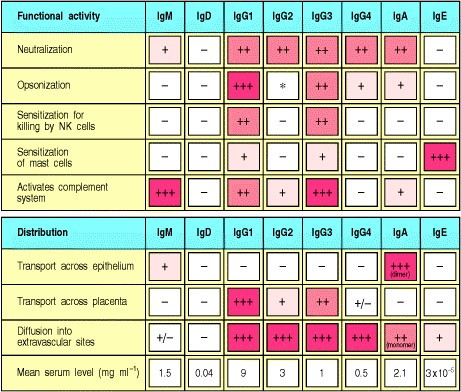 Functional activity IgM IgD IgG1 IgG2 IgG3 IgG4 IgA IgE
Neutralization + – ++ ++ ++ ++ ++ –
Opsonization – – +++ * ++ + + –
Sensitization for
killing by NK cells – – ++ – ++ – – –
Sensitization
of mast cells – – + – + – – +++
Activates complement
system +++ – ++ + +++ – + –
Distribution IgM IgD IgG1 IgG2 IgG3 IgG4 IgA IgE
Transport across epithelium + – – – – – +++ (dimer) –
Transport across placenta – – +++ + ++ +/– – –
Diffusion into
extravascular sites +/– – +++ +++ +++ +++ ++ (monomer) +
Mean serum level (mg ml⁻¹) 1.5 0.04 9 3 1 0.5 2.1 3x10⁻⁵